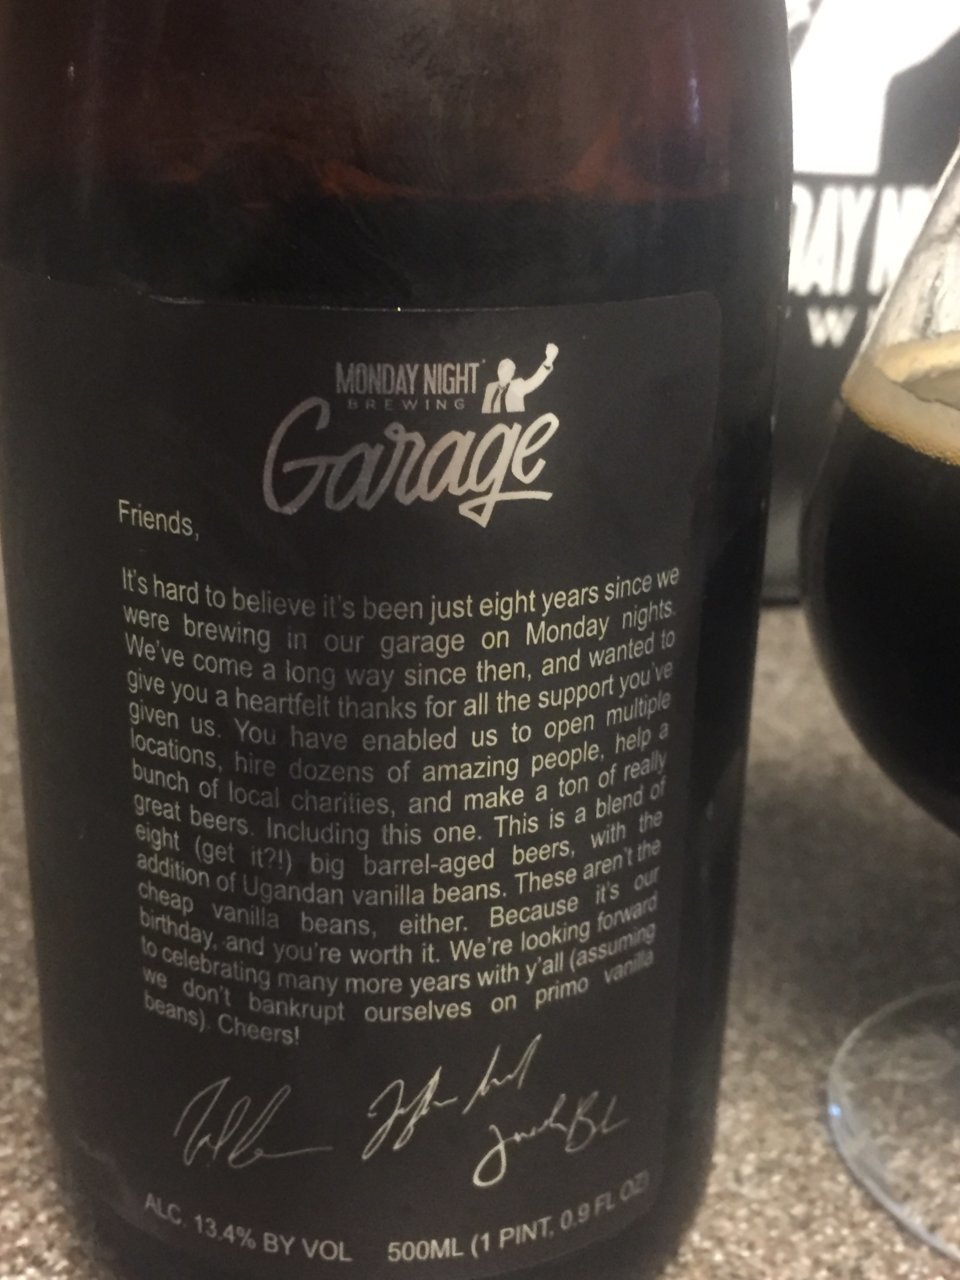 MONDAY NIGHT
BREWING
Garage
Friends,
It's hard to believe it's been just eight years since we
were brewing in our garage on Monday nights.
We've come a long way since then, and wanted to
give you a heartfelt thanks for all the support you've
given us. You have enabled us to open multiple
locations, hire dozens of amazing people, help a
bunch of local charities, and make a ton of really
great beers. Including this one. This is a blend of
eight (get it?!) big barrel-aged beers, with the
addition of Ugandan vanilla beans. These aren't the
cheap vanilla beans, either. Because it's our
birthday, and you're worth it. We're looking forward
to celebrating many more years with y'all (assuming
we don't bankrupt ourselves on primo vanilla
beans). Cheers!
ALC. 13.4% BY VOL 500ML (1 PINT, 0.9 FL OZ)